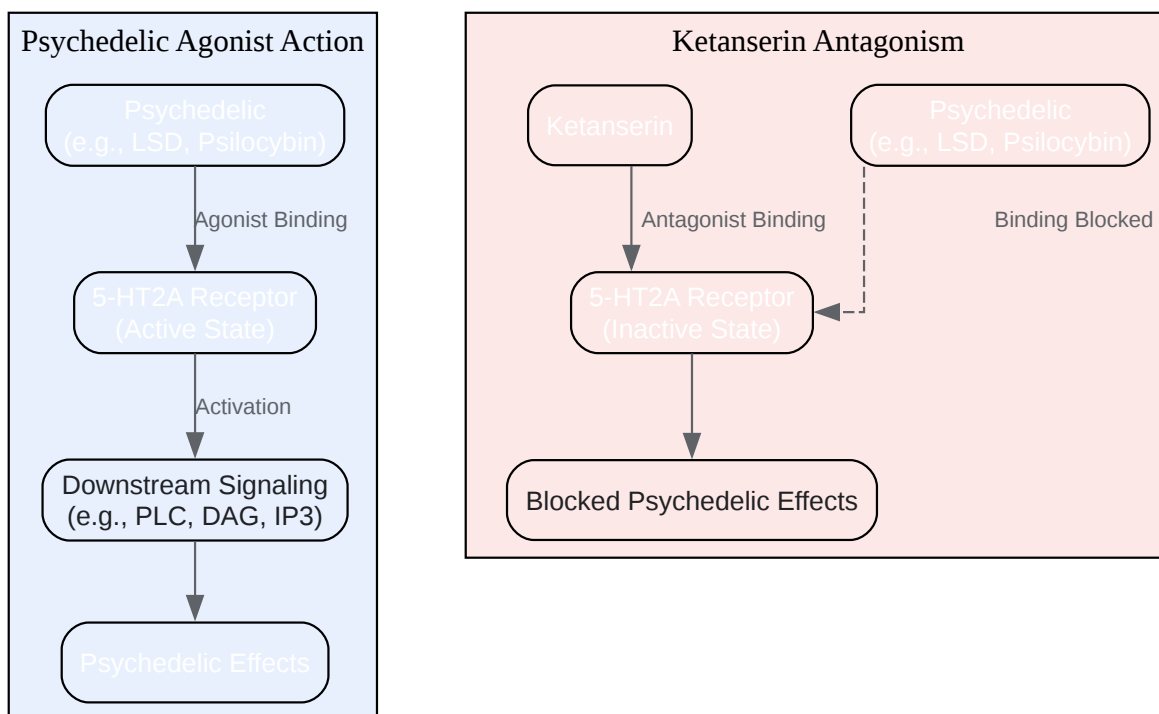 Psychedelic Agonist Action
Psychedelic
(e.g., LSD, Psilocybin)
Agonist Binding
5-HT2A Receptor
(Active State)
Activation
Downstream Signaling
(e.g., PLC, DAG, IP3)
Psychedelic Effects
Ketanserin Antagonism
Ketanserin
Psychedelic
(e.g., LSD, Psilocybin)
Antagonist Binding
Binding Blocked
5-HT2A Receptor
(Inactive State)
Blocked Psychedelic Effects